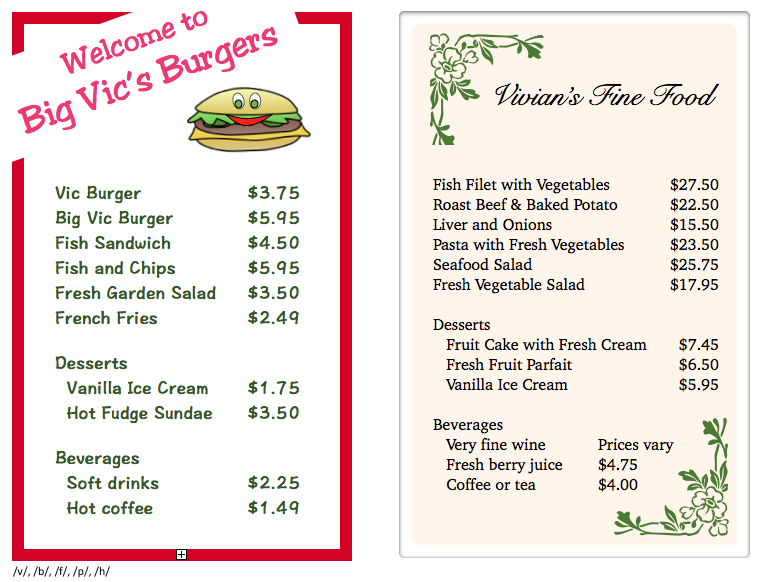 Welcome to
Big Vic's Burgers
Vic Burger $3.75
Big Vic Burger $5.95
Fish Sandwich $4.50
Fish and Chips $5.95
Fresh Garden Salad $3.50
French Fries $2.49
Desserts
Vanilla Ice Cream $1.75
Hot Fudge Sundae $3.50
Beverages
Soft drinks $2.25
Hot coffee $1.49
/v/, /b/, /f/, /p/, /h/
Vivian's Fine Food
Fish Filet with Vegetables $27.50
Roast Beef & Baked Potato $22.50
Liver and Onions $15.50
Pasta with Fresh Vegetables $23.50
Seafood Salad $25.75
Fresh Vegetable Salad $17.95
Desserts
Fruit Cake with Fresh Cream $7.45
Fresh Fruit Parfait $6.50
Vanilla Ice Cream $5.95
Beverages
Very fine wine Prices vary
Fresh berry juice $4.75
Coffee or tea $4.00